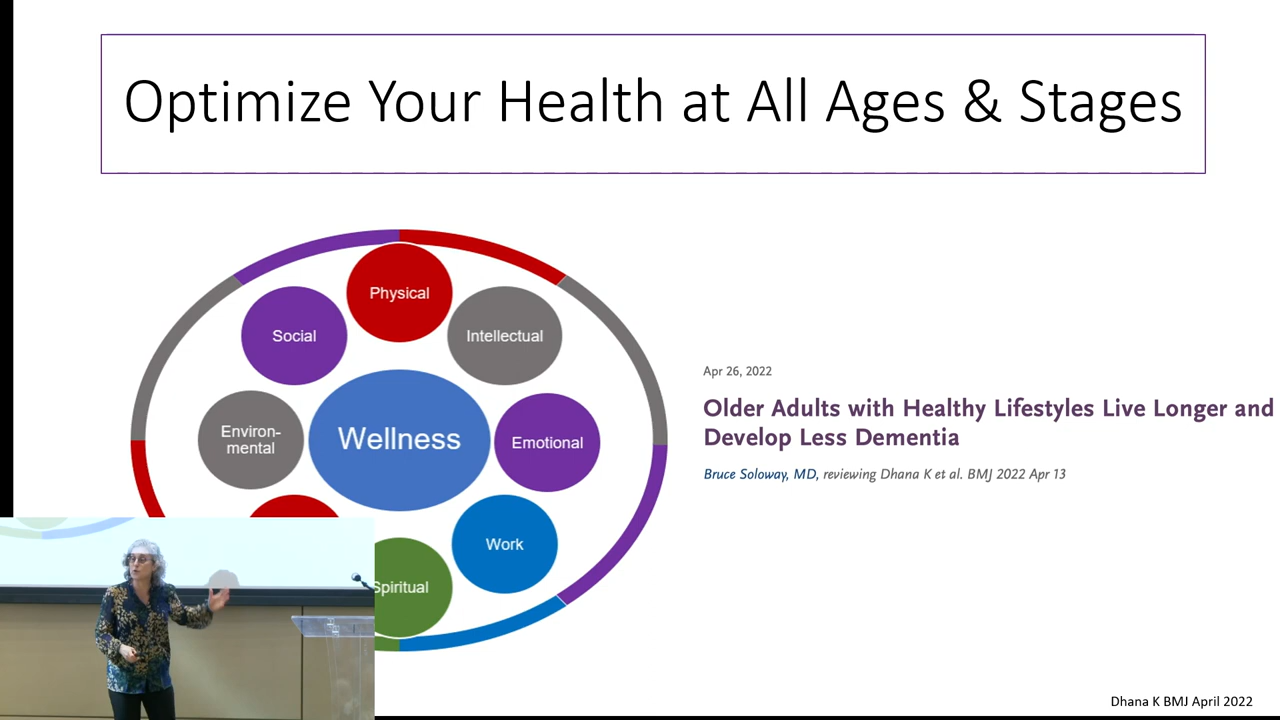 Optimize Your Health at All Ages & Stages
Physical
Social
Intellectual
Environ-
mental
Wellness
Emotional
Work
Spiritual
Apr 26, 2022
Older Adults with Healthy Lifestyles Live Longer and
Develop Less Dementia
Bruce Soloway, MD, reviewing Dhana K et al. BMJ 2022 Apr 13
Dhana K BMJ April 2022